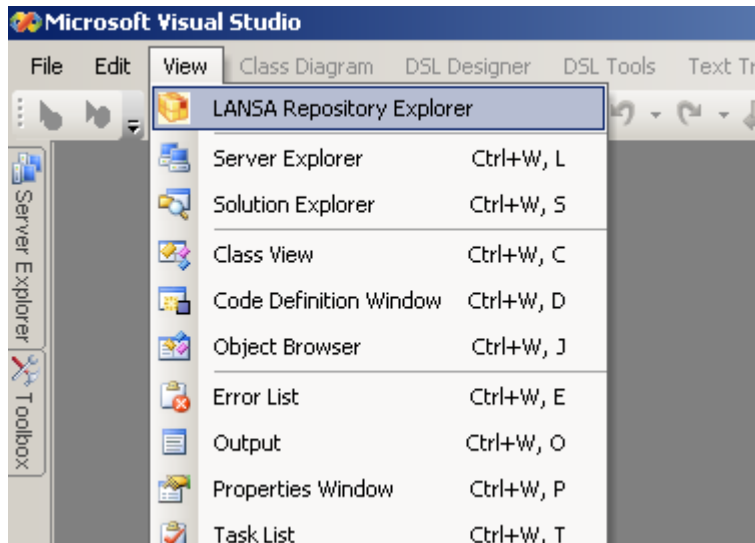 Microsoft Visual Studio
File Edit View Class Diagram DSL Designer DSL Tools Text Tr
LANSA Repository Explorer
Server Explorer Ctrl+W, L
Solution Explorer Ctrl+W, S
Class View Ctrl+W, C
Code Definition Window Ctrl+W, D
Object Browser Ctrl+W, J
Error List Ctrl+W, E
Output Ctrl+W, O
Properties Window Ctrl+W, P
Task List Ctrl+W, T
Server Explorer
Toolbox